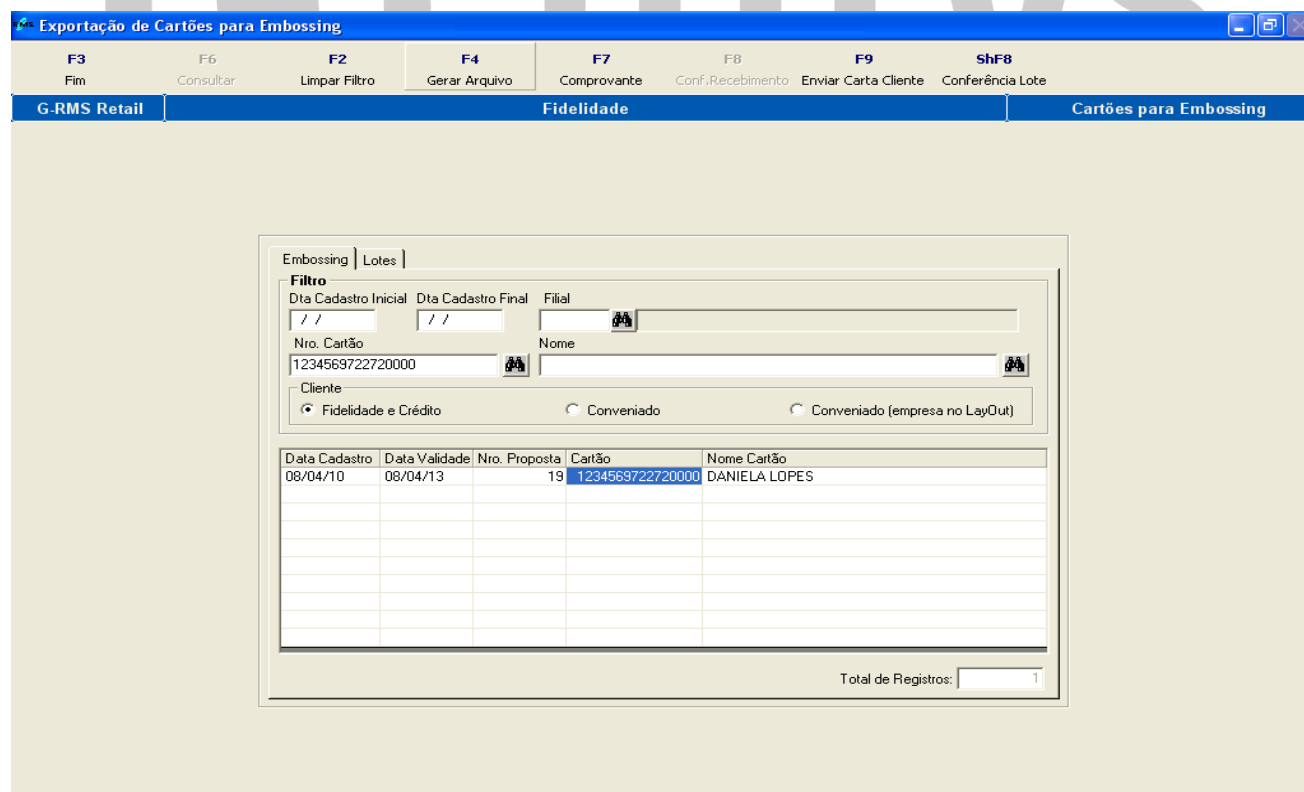 Exportação de Cartões para Embossing
F3 F6 F2 F4 F7 F8 F9 ShF8
Fim Consultar Limpar Filtro Gerar Arquivo Comprovante Conf.Recebimento Enviar Carta Cliente Conferência Lote
G-RMS Retail Fidelidade Cartões para Embossing
Embossing Lotes
Filtro
Dta Cadastro Inicial Dta Cadastro Final Filial
/ / / /
Nro. Cartão Nome
1234569722720000
Cliente
Fidelidade e Crédito Conveniado Conveniado (empresa no LayOut)
Data Cadastro Data Validade Nro. Proposta Cartão Nome Cartão
08/04/10 08/04/13 19 1234569722720000 DANIELA LOPES
Total de Registros: 1